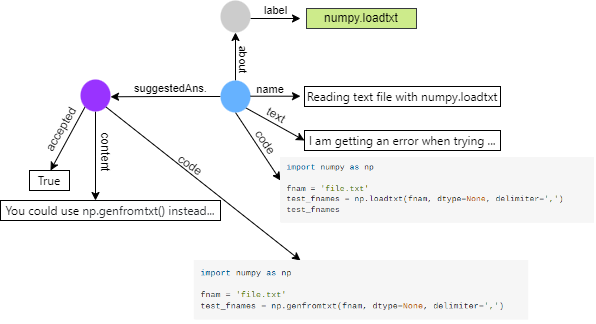 label
numpy.loadtxt
about
suggestedAns.
name
Reading text file with numpy.loadtxt
text
I am getting an error when trying ...
code
import numpy as np
fnam = 'file.txt'
test_fnames = np.loadtxt(fnam, dtype=None, delimiter=',')
test_fnames
accepted
True
content
You could use np.genfromtxt() instead...
code
import numpy as np
fnam = 'file.txt'
test_fnames = np.genfromtxt(fnam, dtype=None, delimiter=',')